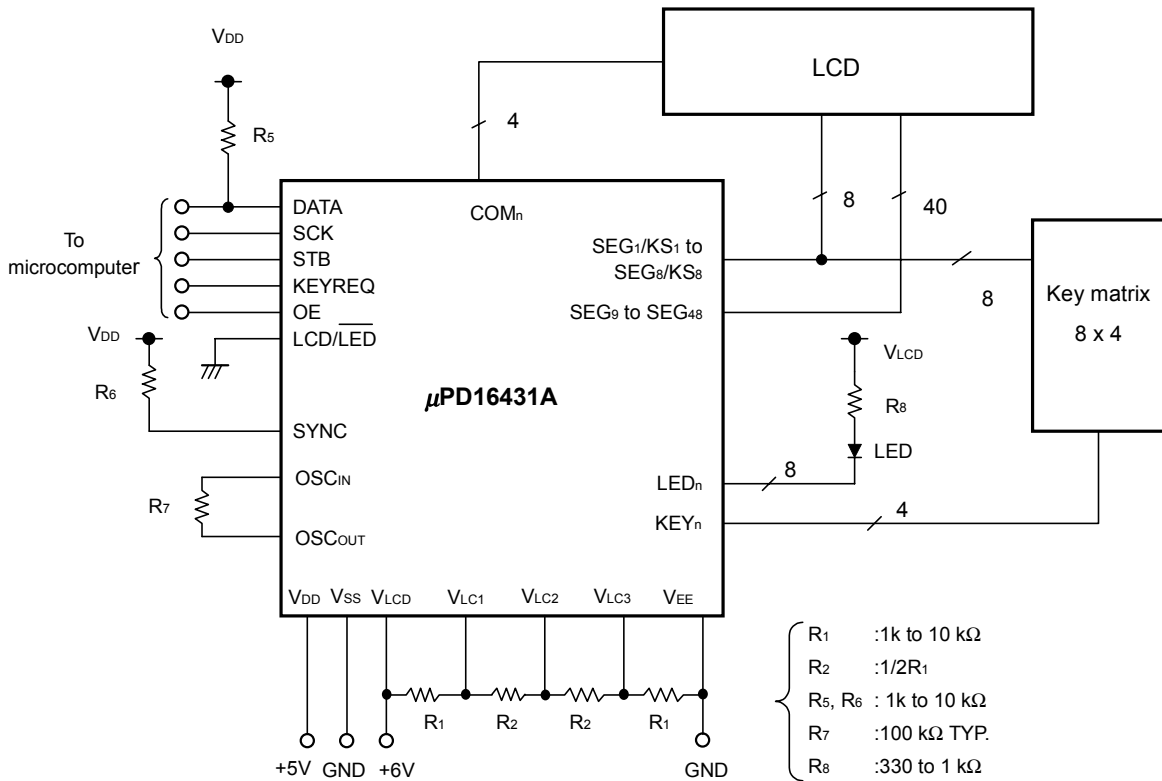 VDD
R5
To
microcomputer
DATA
SCK
STB
KEYREQ
OE
LCD/LED
VDD
R6
SYNC
OSCIN
R7
OSCOUT
COMn
4
LCD
8
40
SEG1/KS1 to
SEG8/KS8
SEG9 to SEG48
8
Key matrix
8 x 4
μPD16431A
VLCD
R8
LED
LEDn
8
KEYn
4
VDD VSS VLCD VLC1 VLC2 VLC3 VEE
R1 R2 R2 R1
+5V GND +6V GND
R1 :1k to 10 kΩ
R2 :1/2R1
R5, R6 : 1k to 10 kΩ
R7 :100 kΩ TYP.
R8 :330 to 1 kΩ